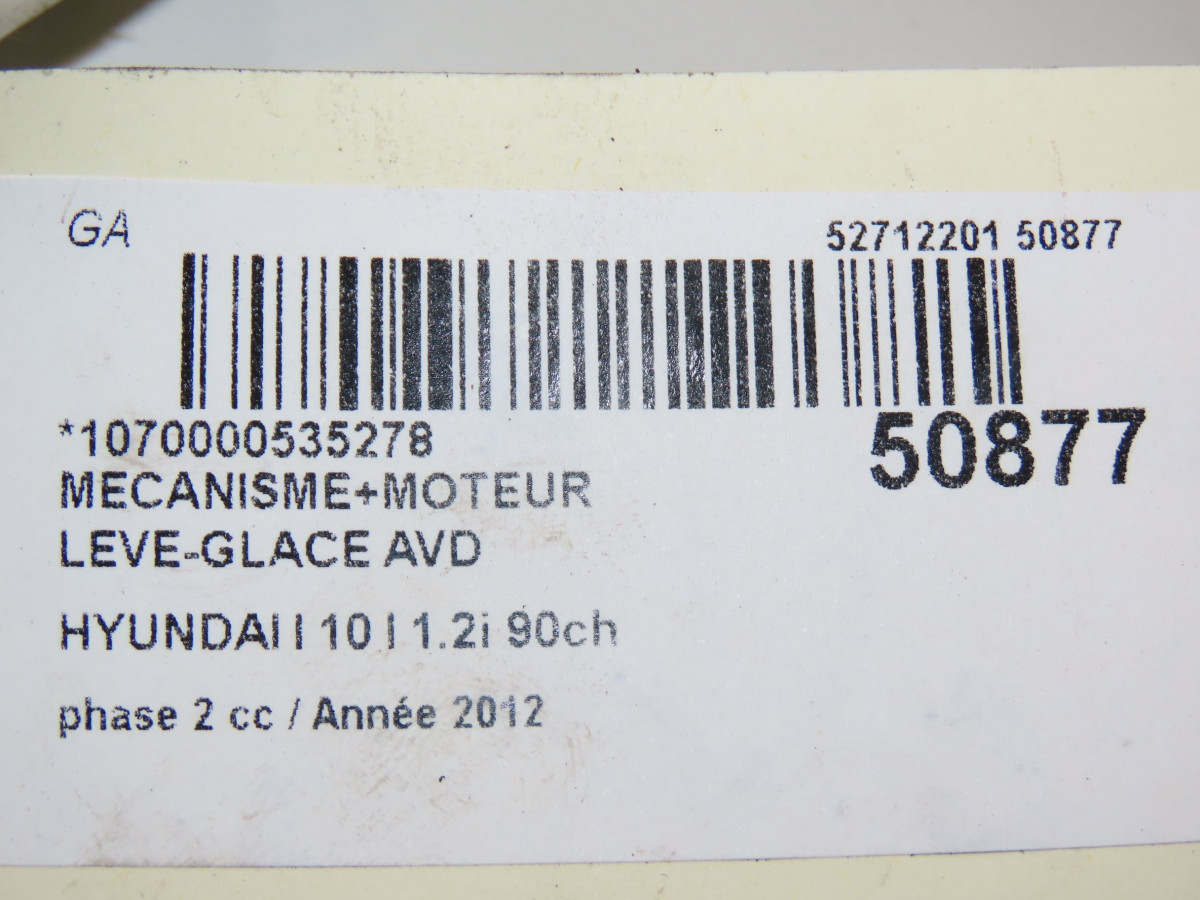 GA
52712201 50877
*1070000535278
50877
MECANISME+MOTEUR
LEVE-GLACE AVD
HYUNDAI I 10 I 1.2i 90ch
phase 2 cc / Année 2012